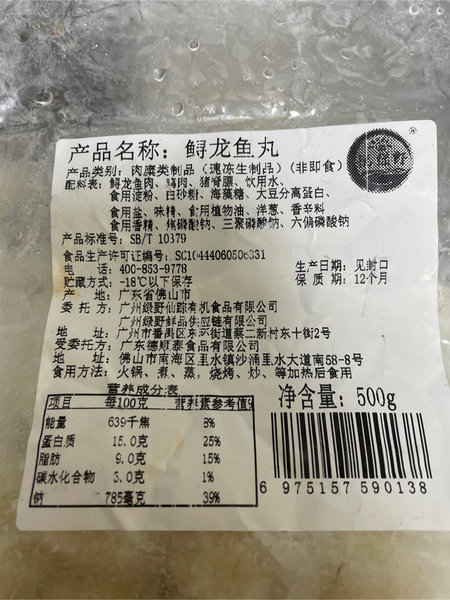 产品名称：鲟龙鱼丸
产品类别：肉糜类制品（速冻生制品）（非即食）
配料表：鲟龙鱼肉、鸡肉、猪背膘、饮用水、
食用淀粉、白砂糖、海藻糖、大豆分离蛋白、
食用盐、味精、食用植物油、洋葱、香辛料
食用香精、焦磷酸钠、三聚磷酸钠、六偏磷酸钠
产品标准号：SB/T 10379
食品生产许可证编号：SC10444060506331
电　话：400-853-9778
生产日期：见封口
贮藏方式：-18℃以下保存
保 质 期：12个月
产　地：广东省佛山市
委 托 方：广州绿野仙踪有机食品有限公司
广州绿野鲜品供应链有限公司
地　址：广州市番禺区东环街道蔡二新村东十街2号
受委托方：广东德顺泰食品有限公司
地　址：佛山市南海区里水镇沙涌里水大道南58-8号
食用方法：火锅、煮、蒸、烧烤、炒、等加热后食用
营养成分表
净含量：500g
项目 每100克 营养素参考值%
能量 639千焦 8%
蛋白质 15.0克 25%
脂肪 9.0克 15%
碳水化合物 3.0克 1%
钠 785毫克 39%
6 975157 590138